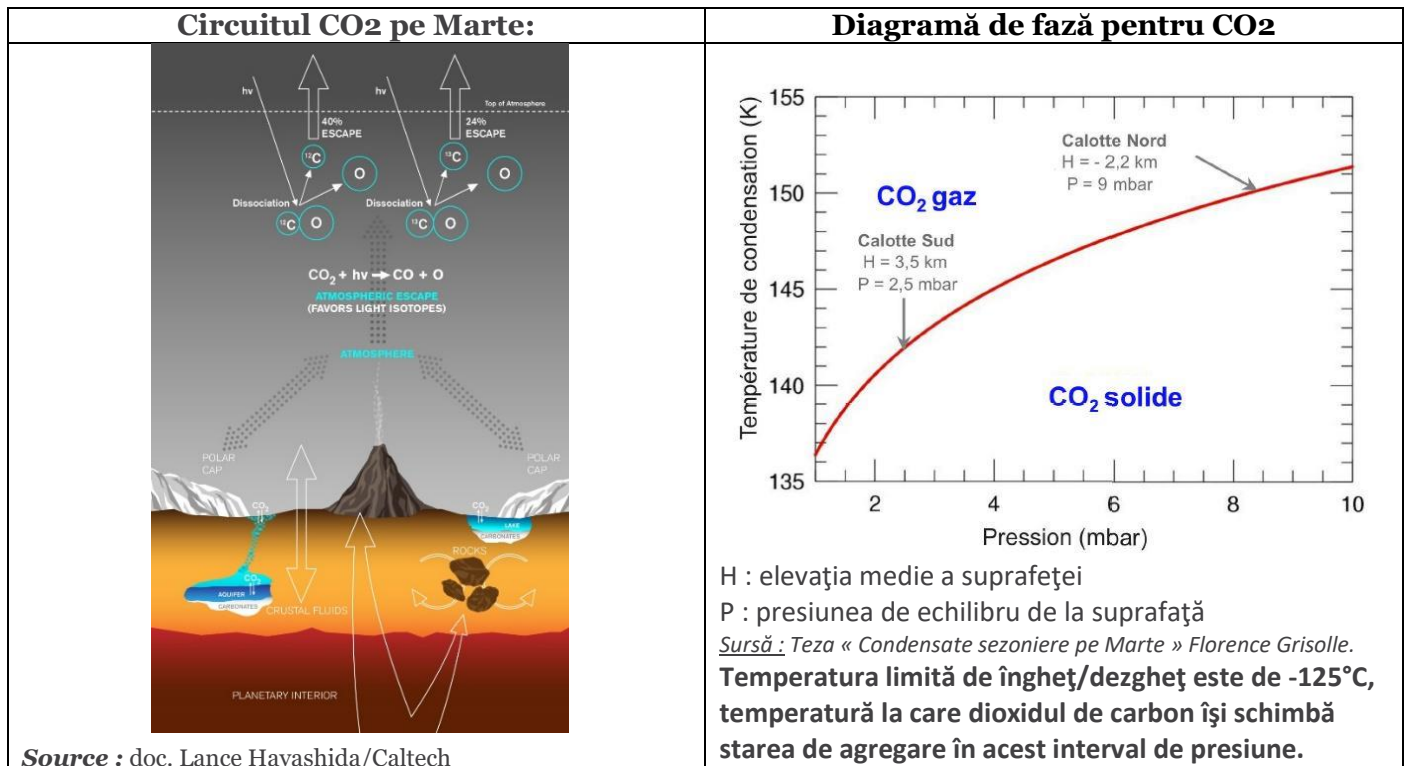 Circuitul CO2 pe Marte:
hν
hν
Top of Atmosphere
40%
ESCAPE
24%
ESCAPE
¹²C
O
¹³C
O
Dissociation
Dissociation
¹²C
O
¹³C
O
CO₂ + hν → CO + O
ATMOSPHERIC ESCAPE
(FAVORS LIGHT ISOTOPES)
ATMOSPHERE
POLAR
CAP
POLAR
CAP
CO₂
CO₂
LAKE
CARBONATES
ROCKS
CO₂
AQUIFER
CARBONATES
CRUSTAL FLUIDS
PLANETARY INTERIOR
Source : doc. Lance Hayashida/Caltech
Diagramă de fază pentru CO2
Température de condensation (K)
155
150
145
140
135
Calotte Nord
H = - 2,2 km
P = 9 mbar
CO₂ gaz
Calotte Sud
H = 3,5 km
P = 2,5 mbar
CO₂ solide
2
4
6
8
10
Pression (mbar)
H : elevaţia medie a suprafeţei
P : presiunea de echilibru de la suprafaţă
Sursă : Teza « Condensate sezoniere pe Marte » Florence Grisolle.
Temperatura limită de îngheţ/dezgheţ este de -125°C,
temperatură la care dioxidul de carbon îşi schimbă
starea de agregare în acest interval de presiune.